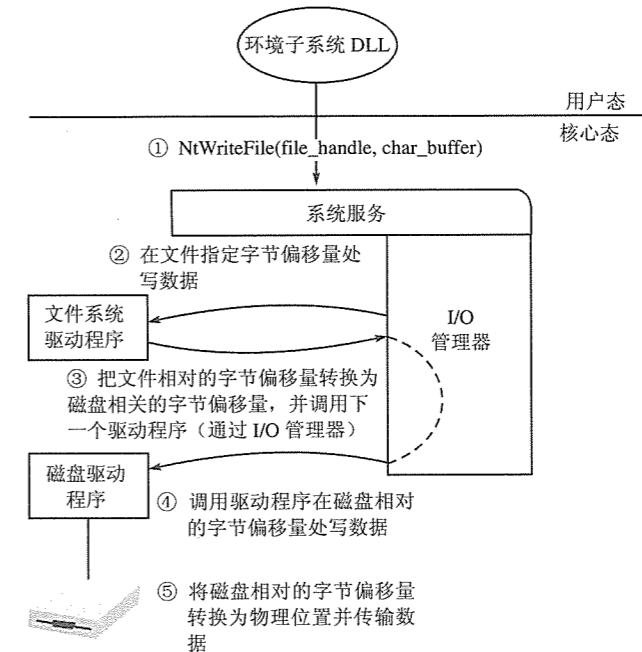 环境子系统 DLL
用户态
核心态
① NtWriteFile(file_handle, char_buffer)
系统服务
② 在文件指定字节偏移量处
写数据
文件系统
驱动程序
I/O
管理器
③ 把文件相对的字节偏移量转换为
磁盘相关的字节偏移量，并调用下
一个驱动程序（通过 I/O 管理器）
磁盘驱动
程序
④ 调用驱动程序在磁盘相对
的字节偏移量处写数据
⑤ 将磁盘相对的字节偏移量
转换为物理位置并传输数
据